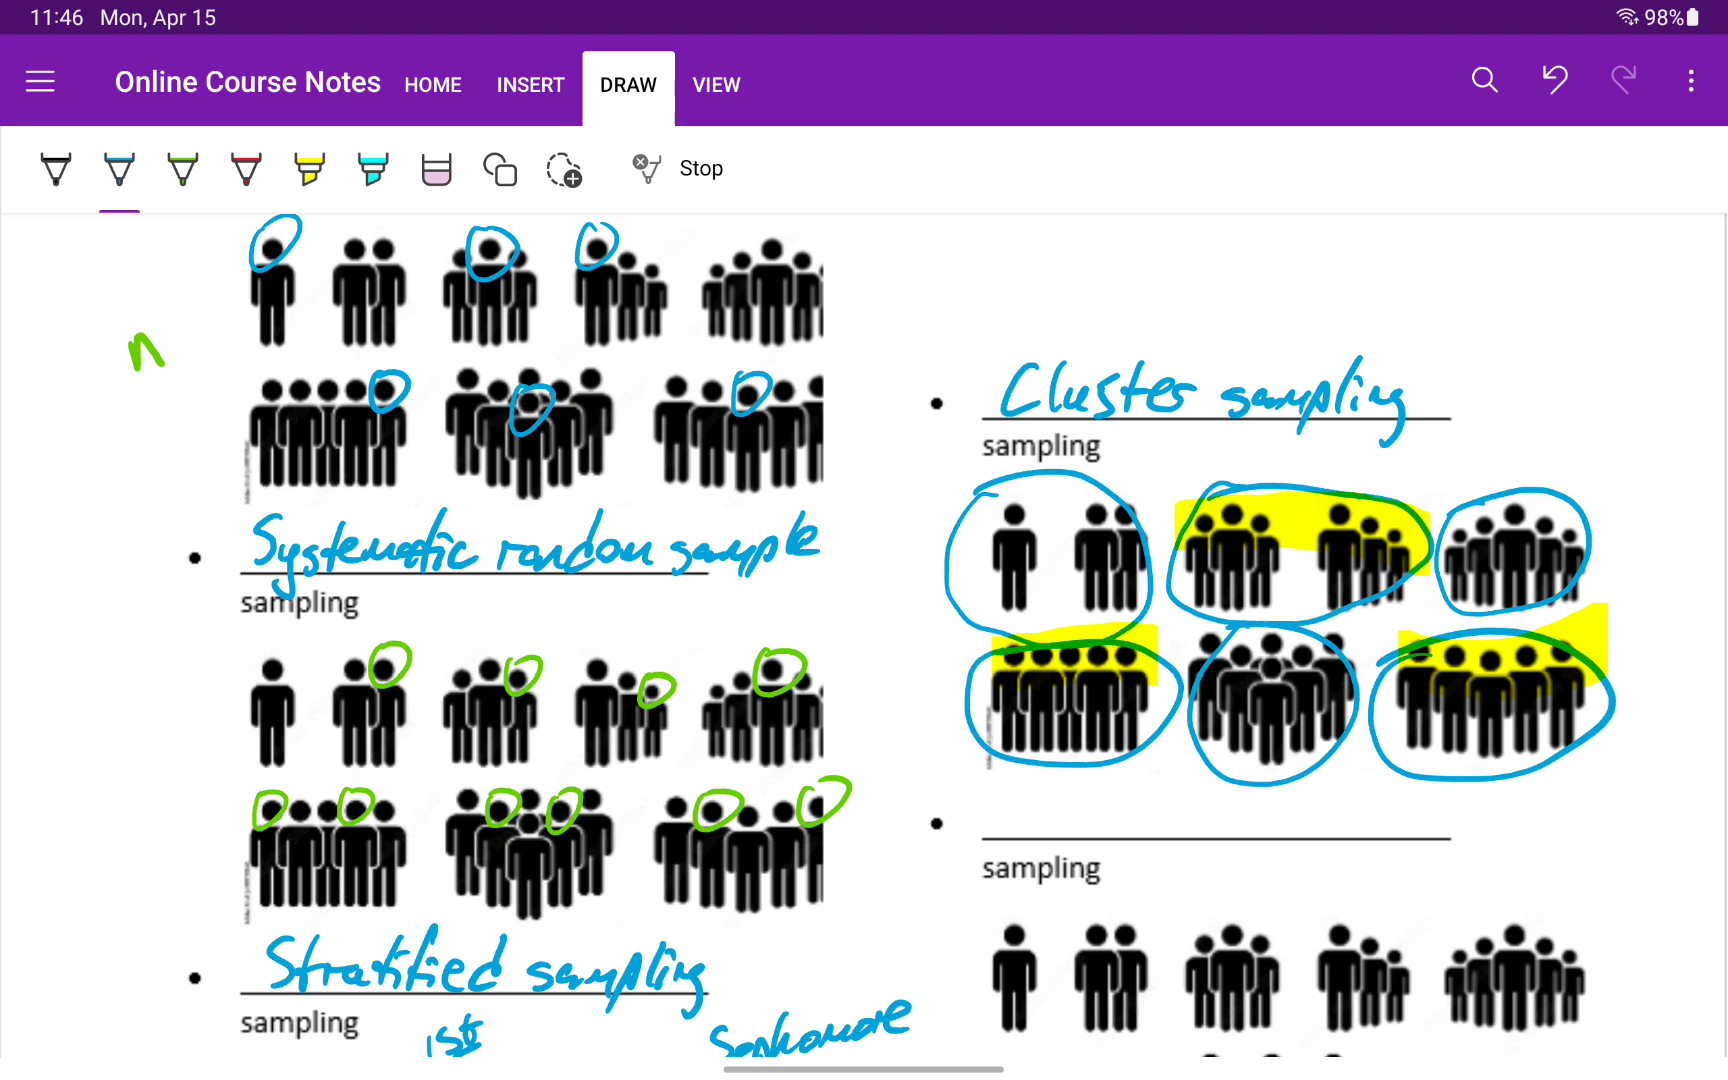 11:46 Mon, Apr 15 98%
Online Course Notes HOME INSERT DRAW VIEW
Stop
n
Systematic random sample
sampling
Stratified sampling
sampling
1st Sophomore
Cluster sampling
sampling
sampling